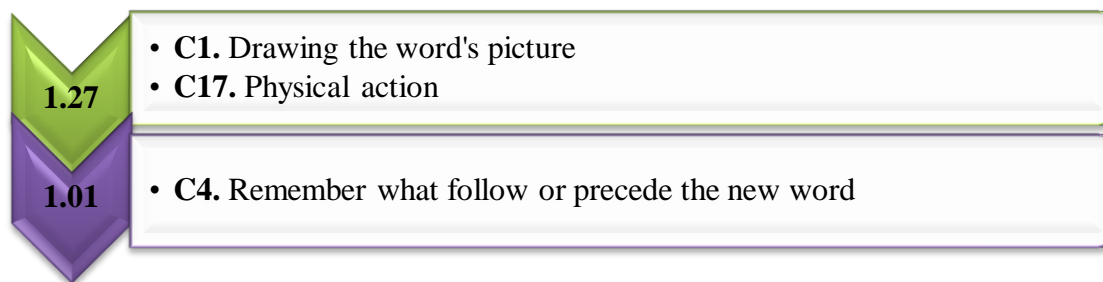 1.27
• C1. Drawing the word's picture
• C17. Physical action
1.01
• C4. Remember what follow or precede the new word